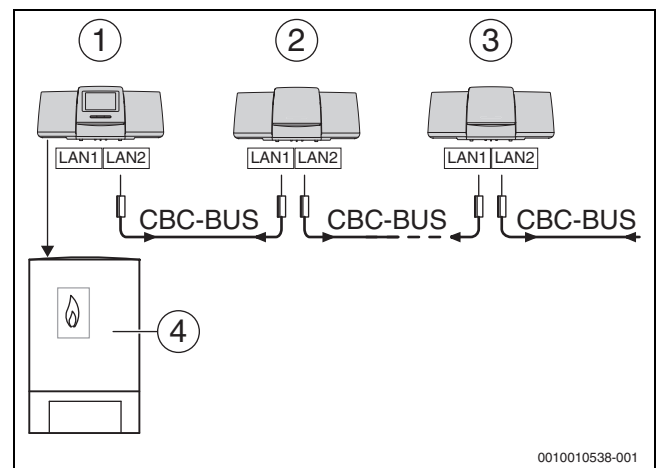 1 2 3
LAN1 LAN2 LAN1 LAN2 LAN1 LAN2
CBC-BUS CBC-BUS CBC-BUS
4
0010010538-001